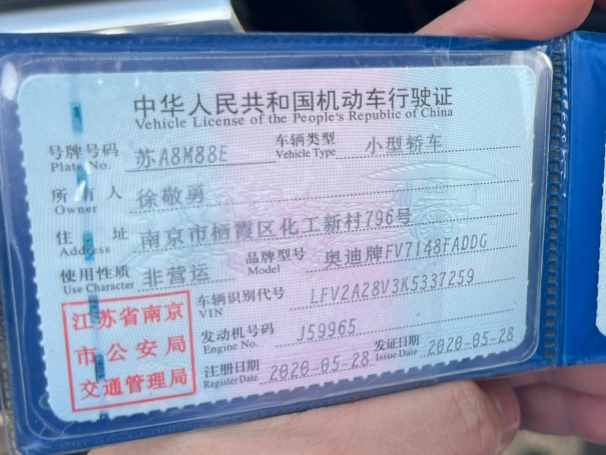 中华人民共和国机动车行驶证
Vehicle License of the People's Republic of China
号牌号码 苏A8M88E 车辆类型 小型轿车
Plate No. Vehicle Type
所有人 徐敬勇
Owner
住址 南京市栖霞区化工新村796号
Address
使用性质 非营运 品牌型号 奥迪牌FV7148FADDG
Use Character Model
车辆识别代号 LFV2A28V3K5337259
VIN
发动机号码 J59965
Engine No.
注册日期 2020-05-28 发证日期 2020-05-28
Register Date Issue Date
江苏省南京
市公安局
交通管理局